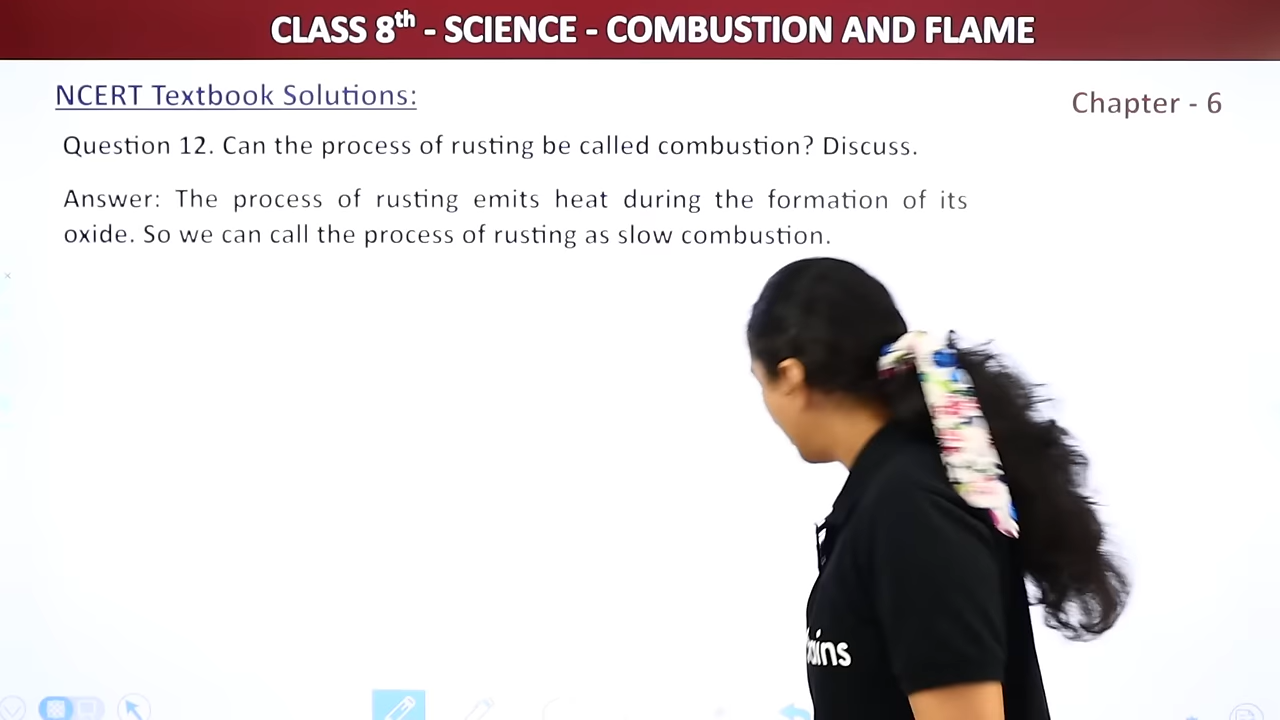 CLASS 8th - SCIENCE - COMBUSTION AND FLAME
NCERT Textbook Solutions:
Chapter - 6
Question 12. Can the process of rusting be called combustion? Discuss.
Answer: The process of rusting emits heat during the formation of its
oxide. So we can call the process of rusting as slow combustion.